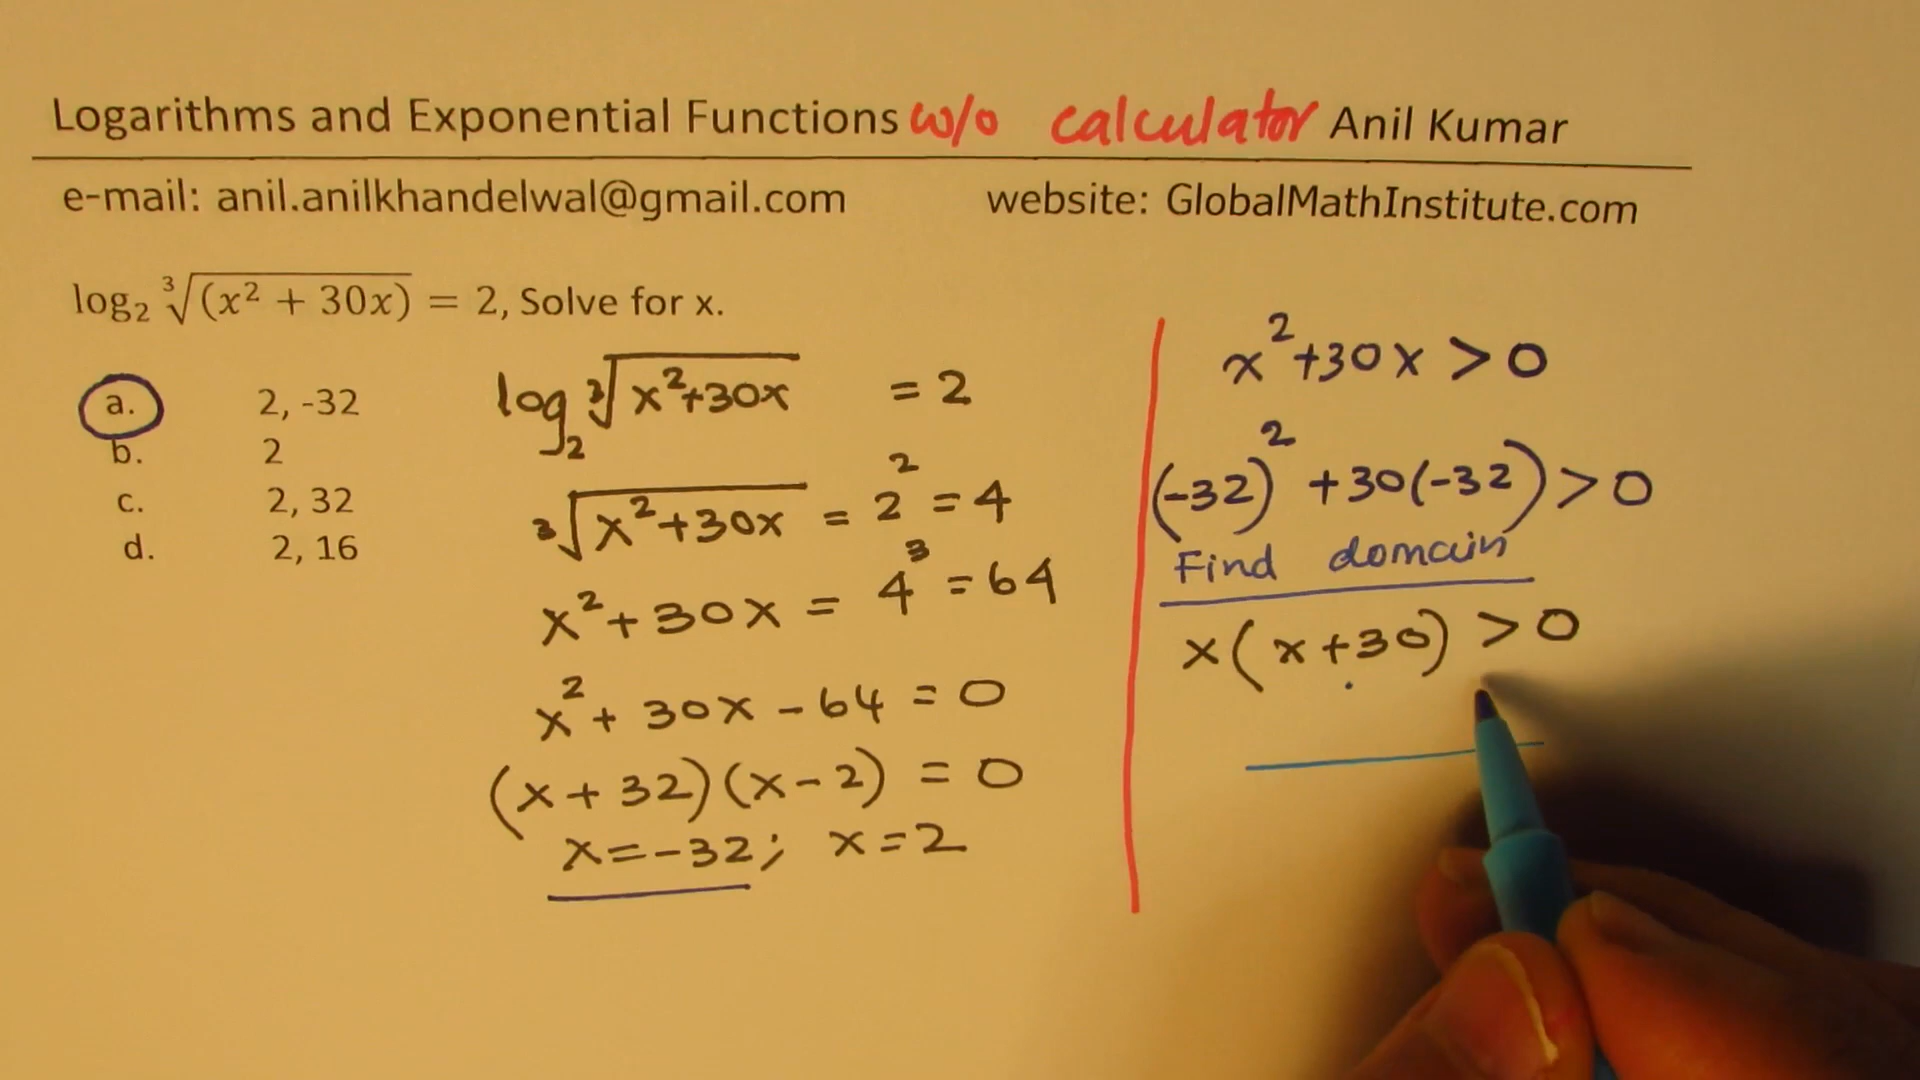 Logarithms and Exponential Functions w/o calculator Anil Kumar
e-mail: anil.anilkhandelwal@gmail.com website: GlobalMathInstitute.com
log₂ ∛(x² + 30x) = 2, Solve for x.
a. 2, -32
b. 2
c. 2, 32
d. 2, 16
log₂ ∛x²+30x = 2
∛x²+30x = 2² = 4
x²+30x = 4³ = 64
x²+30x-64 = 0
(x+32)(x-2) = 0
x=-32; x=2
x²+30x>0
(-32)²+30(-32)>0
Find domain
x(x+30)>0